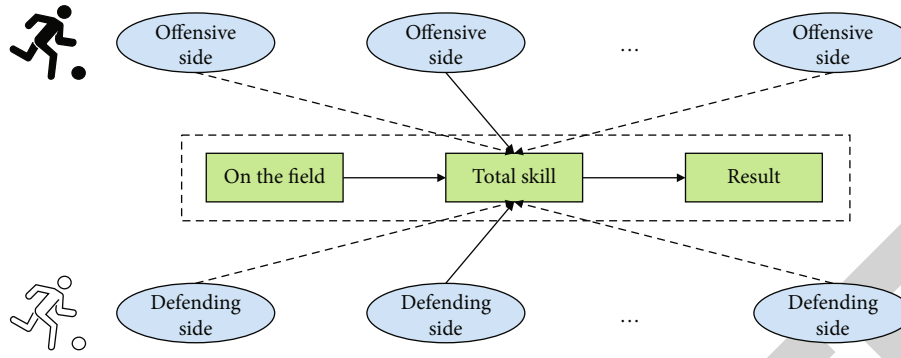 Offensive
side
Offensive
side
...
Offensive
side
On the field
Total skill
Result
Defending
side
Defending
side
...
Defending
side